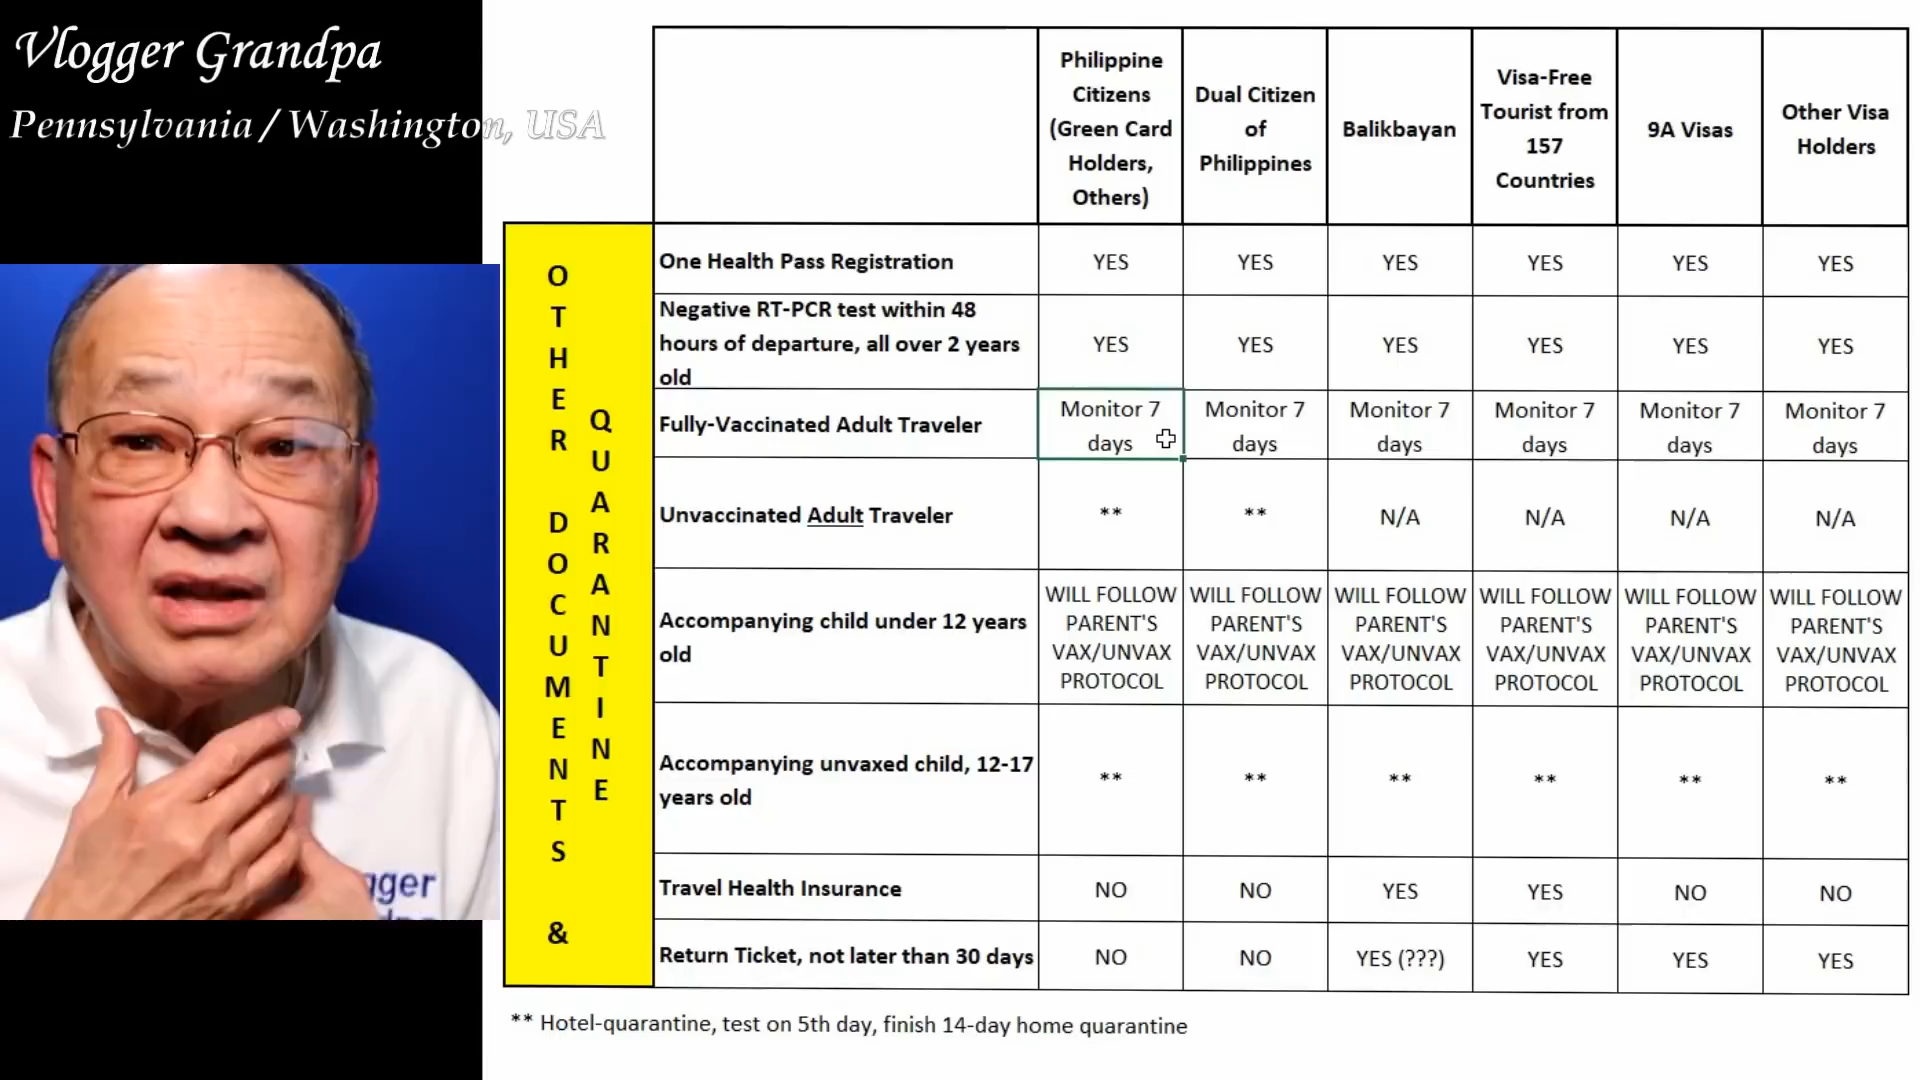 Vlogger Grandpa
Pennsylvania / Washington, USA
Philippine
Citizens
(Green Card
Holders,
Others)
Dual Citizen
of
Philippines
Balikbayan
Visa-Free
Tourist from
157
Countries
9A Visas
Other Visa
Holders
OTHER DOCUMENTS &
QUARANTINE
One Health Pass Registration
YES
YES
YES
YES
YES
YES
Negative RT-PCR test within 48
hours of departure, all over 2 years
old
YES
YES
YES
YES
YES
YES
Fully-Vaccinated Adult Traveler
Monitor 7
days
Monitor 7
days
Monitor 7
days
Monitor 7
days
Monitor 7
days
Monitor 7
days
Unvaccinated Adult Traveler
**
**
N/A
N/A
N/A
N/A
Accompanying child under 12 years
old
WILL FOLLOW
PARENT'S
VAX/UNVAX
PROTOCOL
WILL FOLLOW
PARENT'S
VAX/UNVAX
PROTOCOL
WILL FOLLOW
PARENT'S
VAX/UNVAX
PROTOCOL
WILL FOLLOW
PARENT'S
VAX/UNVAX
PROTOCOL
WILL FOLLOW
PARENT'S
VAX/UNVAX
PROTOCOL
WILL FOLLOW
PARENT'S
VAX/UNVAX
PROTOCOL
Accompanying unvaxed child, 12-17
years old
**
**
**
**
**
**
Travel Health Insurance
NO
NO
YES
YES
NO
NO
Return Ticket, not later than 30 days
NO
NO
YES (???)
YES
YES
YES
** Hotel-quarantine, test on 5th day, finish 14-day home quarantine